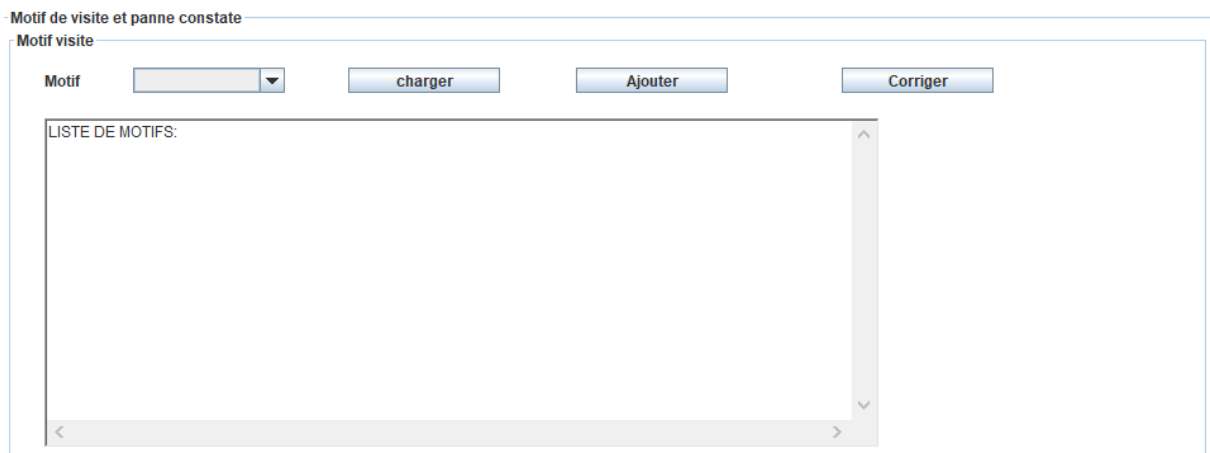 Motif de visite et panne constate
Motif visite
Motif charger Ajouter Corriger
LISTE DE MOTIFS: